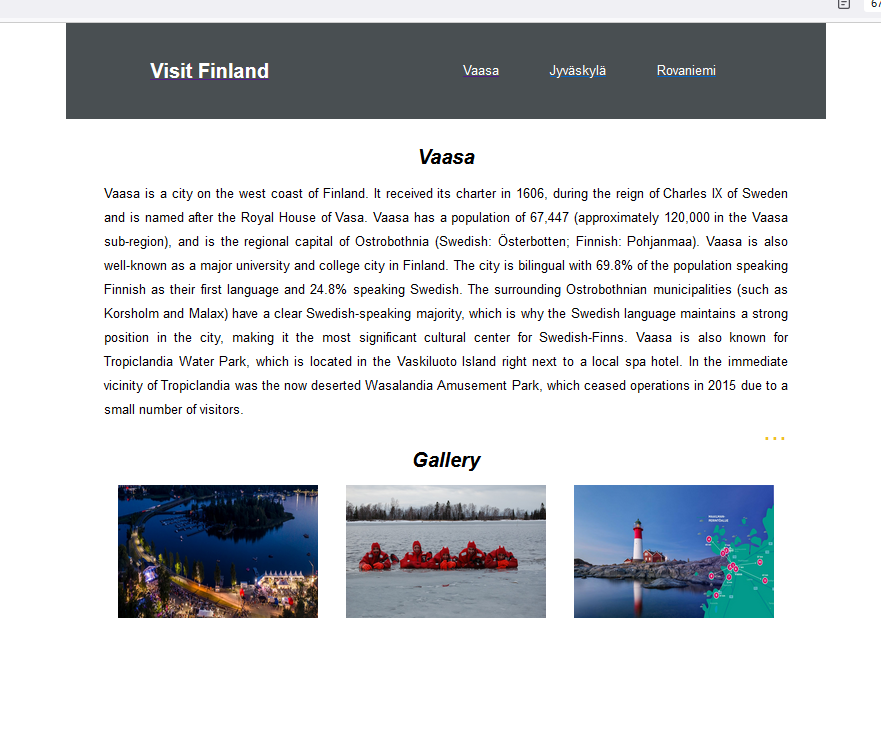 Visit Finland
Vaasa
Jyväskylä
Rovaniemi
Vaasa
Vaasa is a city on the west coast of Finland. It received its charter in 1606, during the reign of Charles IX of Sweden
and is named after the Royal House of Vasa. Vaasa has a population of 67,447 (approximately 120,000 in the Vaasa
sub-region), and is the regional capital of Ostrobothnia (Swedish: Österbotten; Finnish: Pohjanmaa). Vaasa is also
well-known as a major university and college city in Finland. The city is bilingual with 69.8% of the population speaking
Finnish as their first language and 24.8% speaking Swedish. The surrounding Ostrobothnian municipalities (such as
Korsholm and Malax) have a clear Swedish-speaking majority, which is why the Swedish language maintains a strong
position in the city, making it the most significant cultural center for Swedish-Finns. Vaasa is also known for
Tropiclandia Water Park, which is located in the Vaskiluoto Island right next to a local spa hotel. In the immediate
vicinity of Tropiclandia was the now deserted Wasalandia Amusement Park, which ceased operations in 2015 due to a
small number of visitors.
...
Gallery